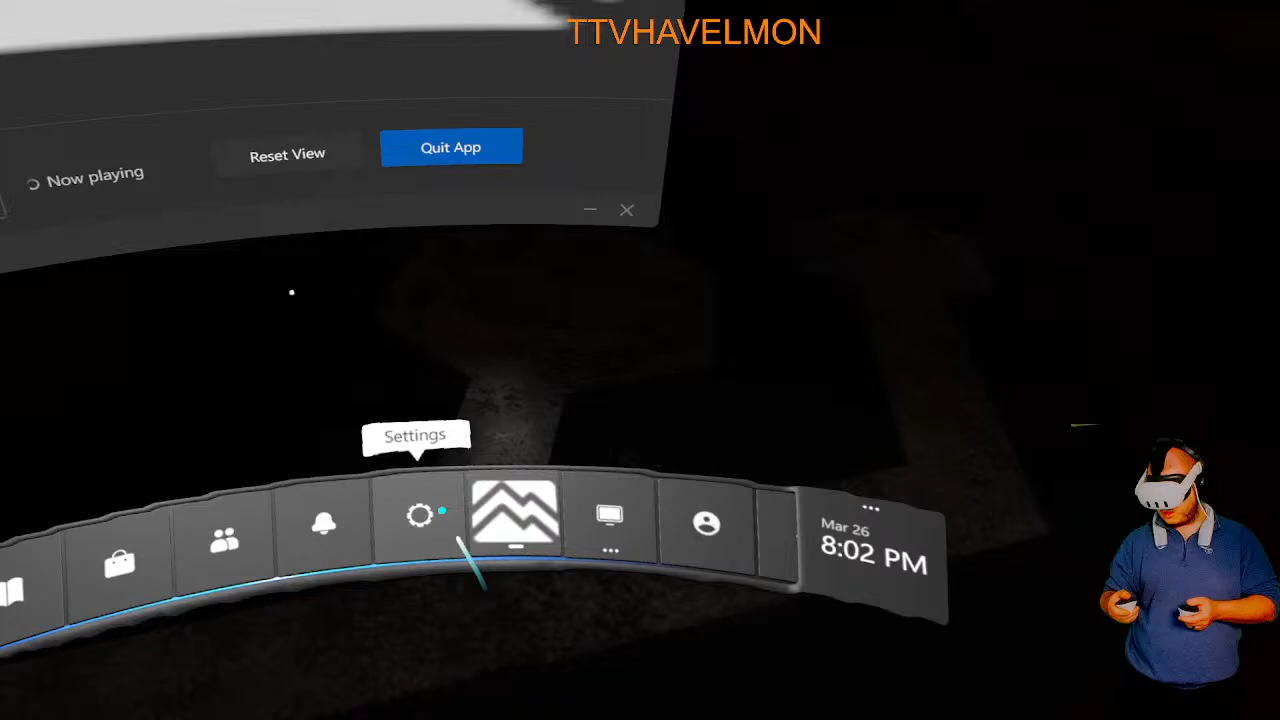 TTVHAVELMON
Now playing
Reset View
Quit App
Settings
Mar 26
8:02 PM